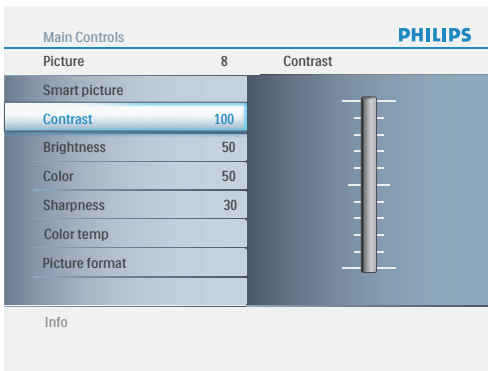 Main Controls PHILIPS
Picture 8 Contrast
Smart picture
Contrast 100
Brightness 50
Color 50
Sharpness 30
Color temp
Picture format
Info